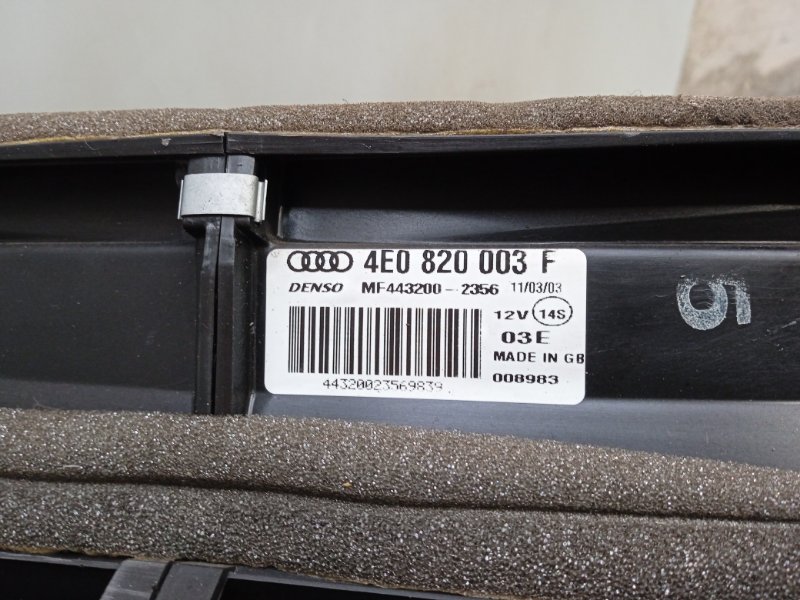 4E0 820 003 F
DENSO MF443200-2356 11/03/03
12V 14S
03E
MADE IN GB
44320023569839 008983
5